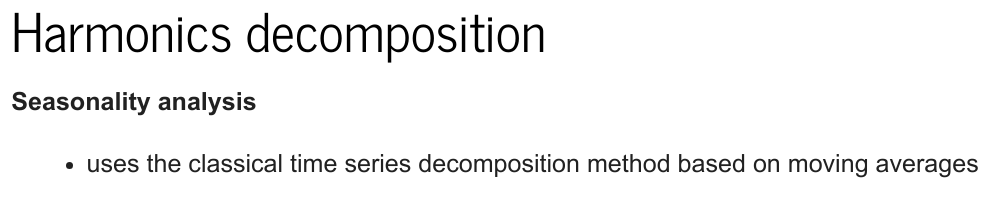 Harmonics decomposition
Seasonality analysis
• uses the classical time series decomposition method based on moving averages